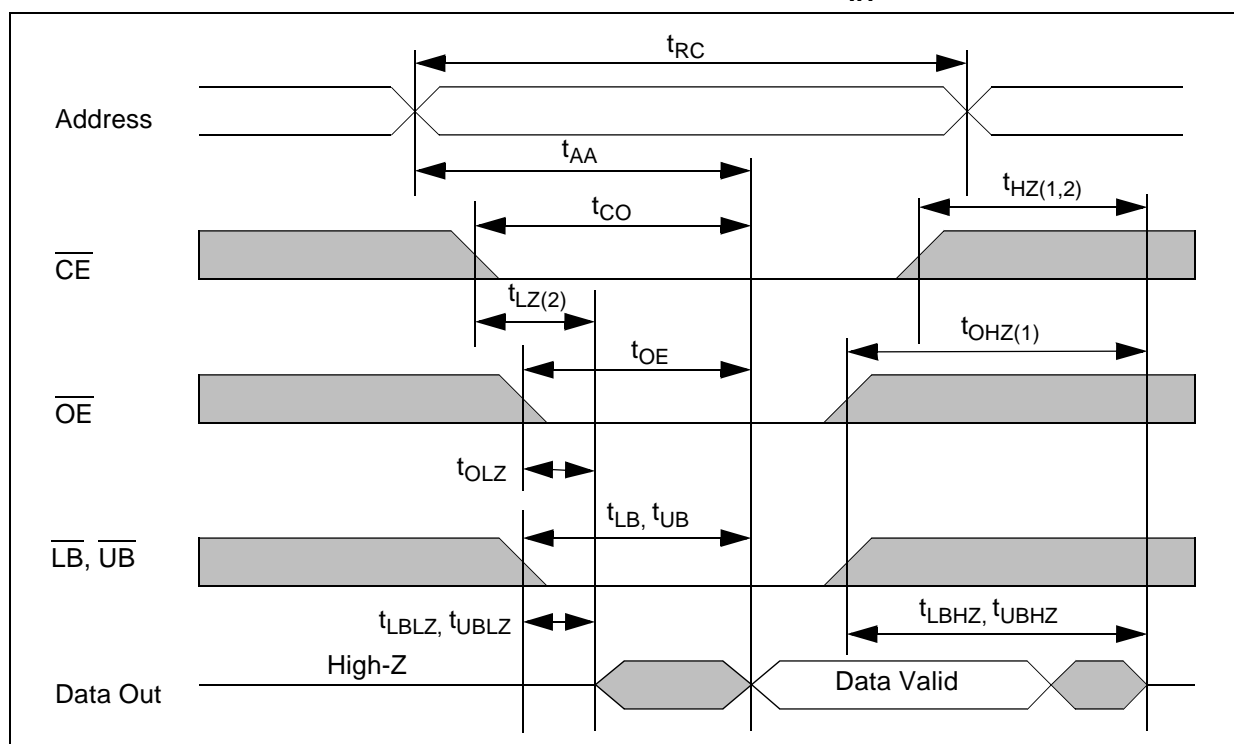 tRC
Address
tAA
tHZ(1,2)
tCO
CE
tLZ(2)
tOHZ(1)
tOE
OE
tOLZ
tLB, tUB
LB, UB
tLBLZ, tUBLZ
tLBHZ, tUBHZ
High-Z
Data Valid
Data Out